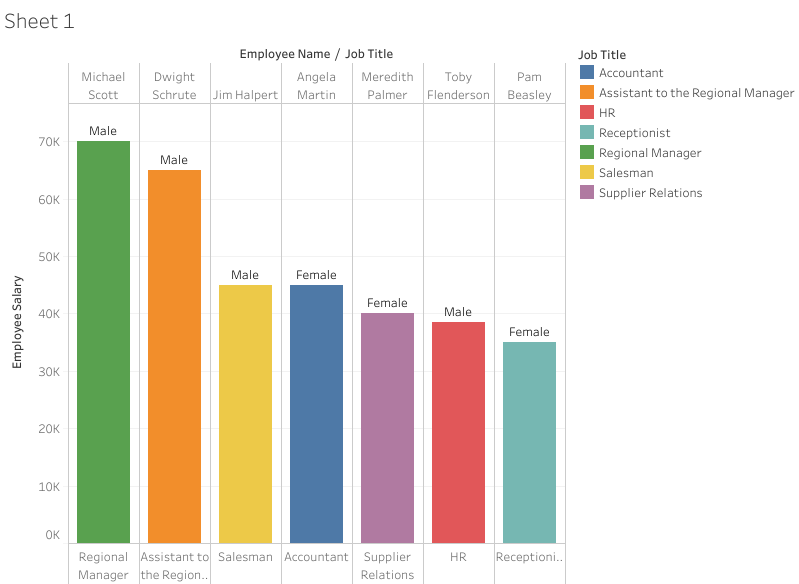 Sheet 1
Employee Name / Job Title
Michael
Scott
Dwight
Schrute
Jim Halpert
Angela
Martin
Meredith
Palmer
Toby
Flenderson
Pam
Beasley
Employee Salary
70K
60K
50K
40K
30K
20K
10K
0K
Male
Male
Male
Female
Female
Male
Female
Regional
Manager
Assistant to
the Region..
Salesman
Accountant
Supplier
Relations
HR
Receptioni..
Job Title
Accountant
Assistant to the Regional Manager
HR
Receptionist
Regional Manager
Salesman
Supplier Relations